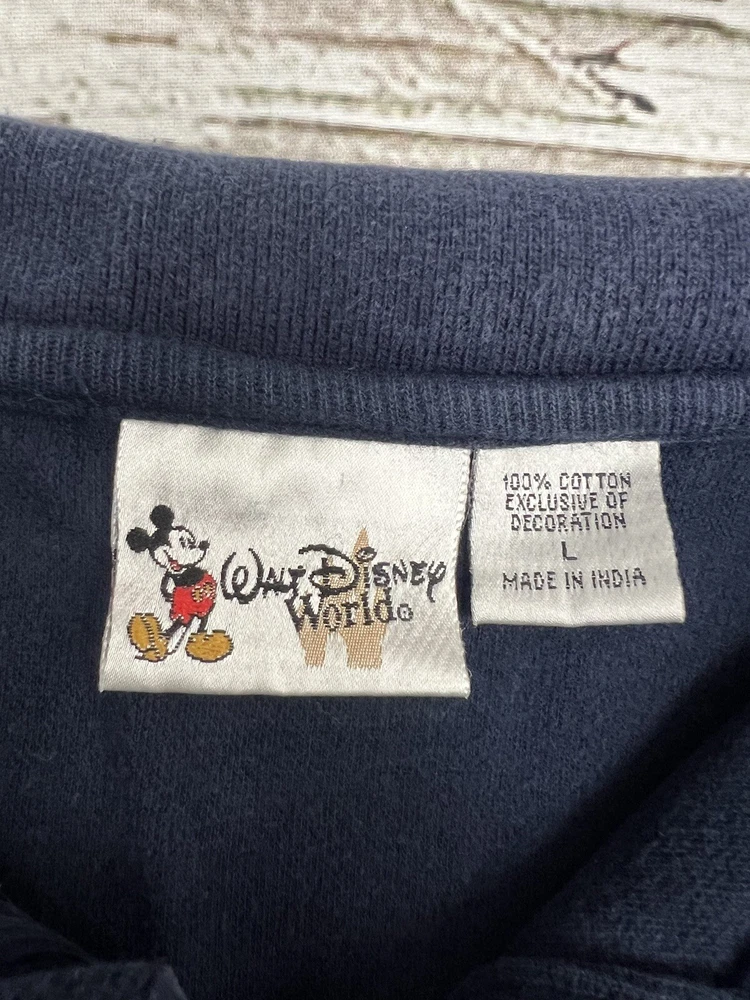 WALT DISNEY
World®
100% COTTON
EXCLUSIVE OF
DECORATION
L
MADE IN INDIA